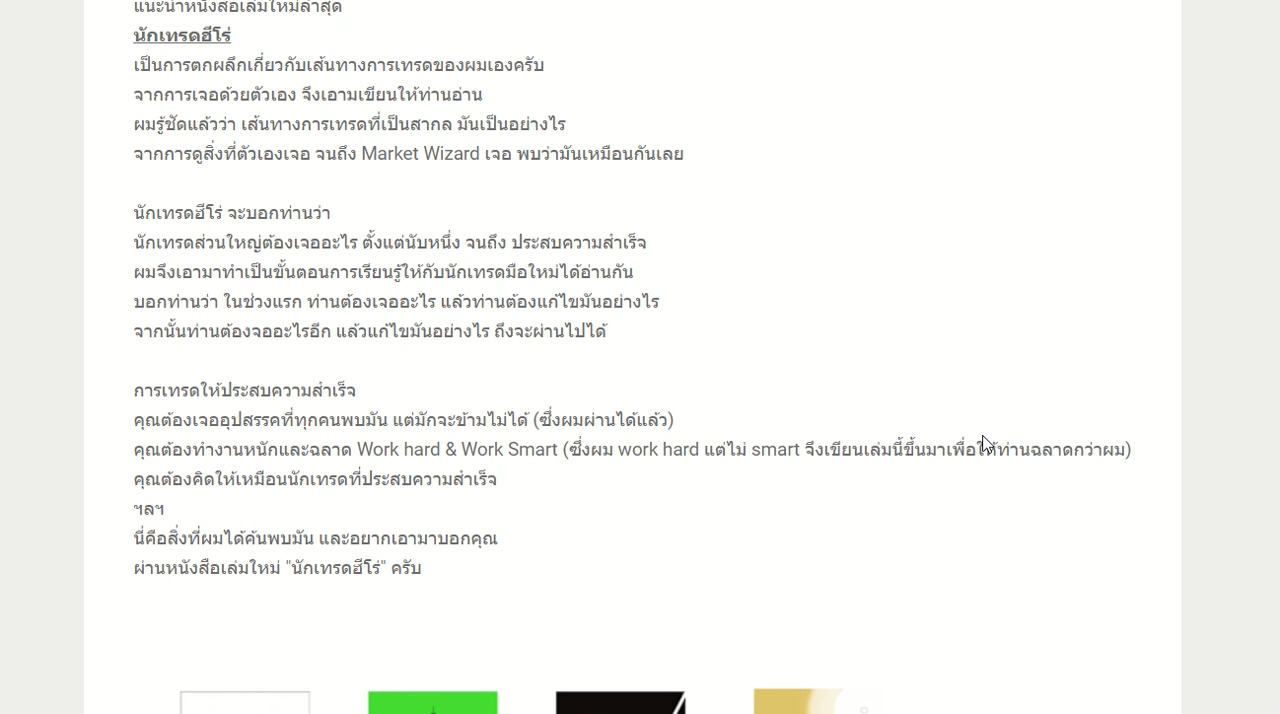 แนะนำหนังสือเล่มใหม่ล่าสุด
นักเทรดฮีโร่
เป็นการตกผลึกเกี่ยวกับเส้นทางการเทรดของผมเองครับ
จากการเจอด้วยตัวเอง จึงเอามเขียนให้ท่านอ่าน
ผมรู้ชัดแล้วว่า เส้นทางการเทรดที่เป็นสากล มันเป็นอย่างไร
จากการดูสิ่งที่ตัวเองเจอ จนถึง Market Wizard เจอ พบว่ามันเหมือนกันเลย
นักเทรดฮีโร่ จะบอกท่านว่า
นักเทรดส่วนใหญ่ต้องเจออะไร ตั้งแต่นับหนึ่ง จนถึง ประสบความสำเร็จ
ผมจึงเอามาทำเป็นขั้นตอนการเรียนรู้ให้กับนักเทรดมือใหม่ได้อ่านกัน
บอกท่านว่า ในช่วงแรก ท่านต้องเจออะไร แล้วท่านต้องแก้ไขมันอย่างไร
จากนั้นท่านต้องจออะไรอีก แล้วแก้ไขมันอย่างไร ถึงจะผ่านไปได้
การเทรดให้ประสบความสำเร็จ
คุณต้องเจออุปสรรคที่ทุกคนพบมัน แต่มักจะข้ามไม่ได้ (ซึ่งผมผ่านได้แล้ว)
คุณต้องทำงานหนักและฉลาด Work hard & Work Smart (ซึ่งผม work hard แต่ไม่ smart จึงเขียนเล่มนี้ขึ้นมาเพื่อให้ท่านฉลาดกว่าผม)
คุณต้องคิดให้เหมือนนักเทรดที่ประสบความสำเร็จ
ฯลฯ
นี่คือสิ่งที่ผมได้ค้นพบมัน และอยากเอามาบอกคุณ
ผ่านหนังสือเล่มใหม่ "นักเทรดฮีโร่" ครับ